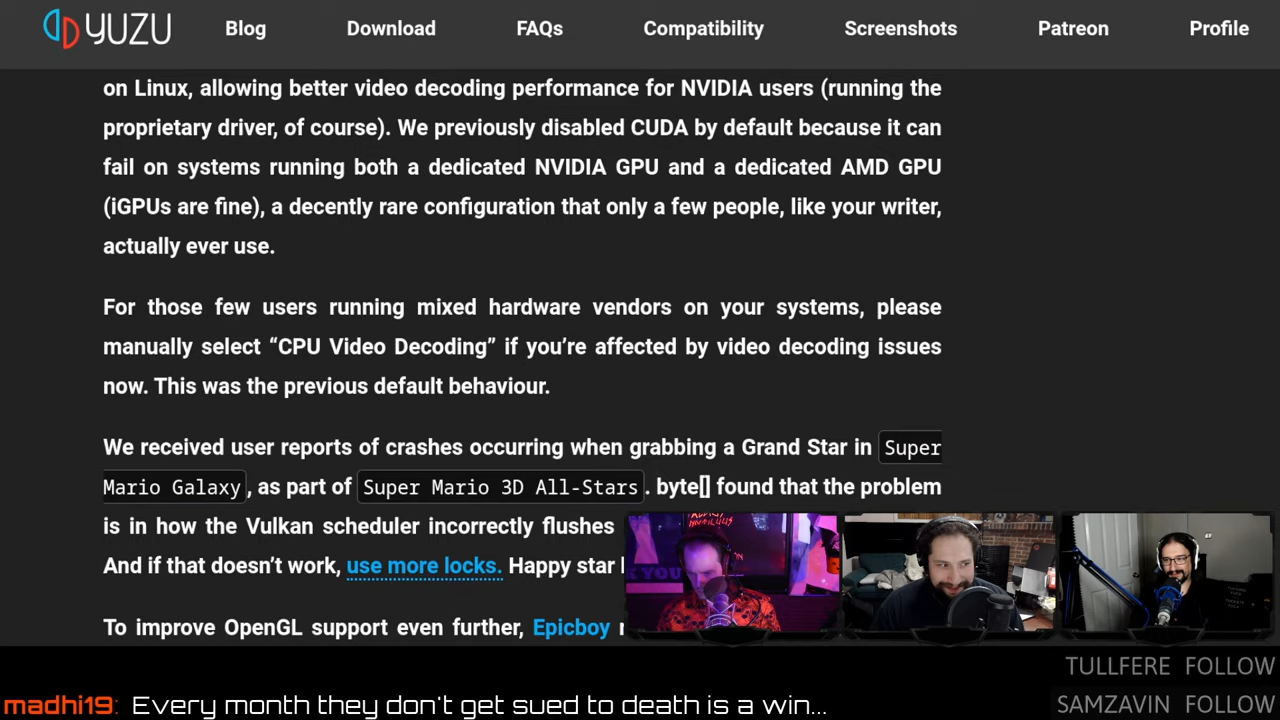 YUZU
Blog
Download
FAQs
Compatibility
Screenshots
Patreon
Profile
on Linux, allowing better video decoding performance for NVIDIA users (running the
proprietary driver, of course). We previously disabled CUDA by default because it can
fail on systems running both a dedicated NVIDIA GPU and a dedicated AMD GPU
(iGPUs are fine), a decently rare configuration that only a few people, like your writer,
actually ever use.
For those few users running mixed hardware vendors on your systems, please
manually select “CPU Video Decoding” if you’re affected by video decoding issues
now. This was the previous default behaviour.
We received user reports of crashes occurring when grabbing a Grand Star in Super
Mario Galaxy, as part of Super Mario 3D All-Stars. byte[] found that the problem
is in how the Vulkan scheduler incorrectly flushes
And if that doesn’t work, use more locks. Happy star
To improve OpenGL support even further, Epicboy
TULLFERE FOLLOW
SAMZAVIN FOLLOW
madhi19: Every month they don't get sued to death is a win...